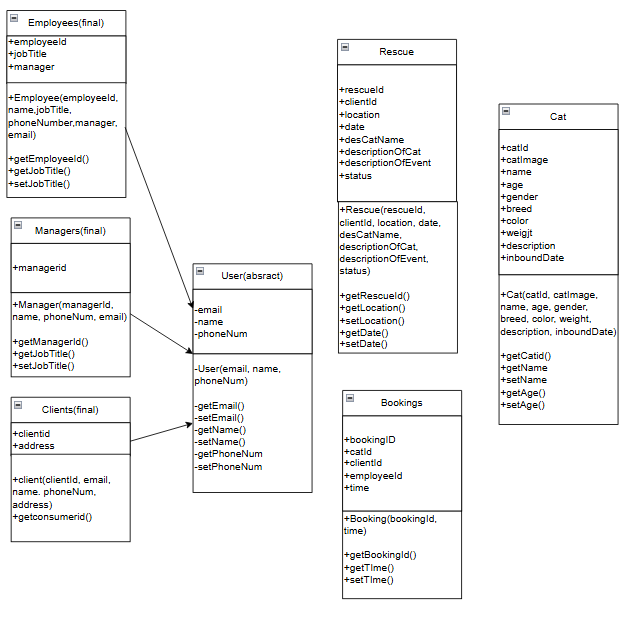 Employees(final)
+employeeId
+jobTitle
+manager
+Employee(employeeId,
name,jobTitle,
phoneNumber,manager,
email)
+getEmployeeId()
+getJobTitle()
+setJobTitle()
Managers(final)
+managerid
+Manager(managerId,
name, phoneNum, email)
+getManagerId()
+getJobTitle()
+setJobTitle()
Clients(final)
+clientid
+address
+client(clientId, email,
name. phoneNum,
address)
+getconsumerid()
User(absract)
-email
-name
-phoneNum
-User(email, name,
phoneNum)
-getEmail()
-setEmail()
-getName()
-setName()
-getPhoneNum
-setPhoneNum
Rescue
+rescueId
+clientId
+location
+date
+desCatName
+descriptionOfCat
+descriptionOfEvent
+status
+Rescue(rescueId,
clientId, location, date,
desCatName,
descriptionOfCat,
descriptionOfEvent,
status)
+getRescueId()
+getLocation()
+setLocation()
+getDate()
+setDate()
Bookings
+bookingID
+catId
+clientId
+employeeId
+time
+Booking(bookingId,
time)
+getBookingId()
+getTIme()
+setTIme()
Cat
+catId
+catImage
+name
+age
+gender
+breed
+color
+weigjt
+description
+inboundDate
+Cat(catId, catImage,
name, age, gender,
breed, color, weight,
description, inboundDate)
+getCatid()
+getName
+setName
+getAge()
+setAge()